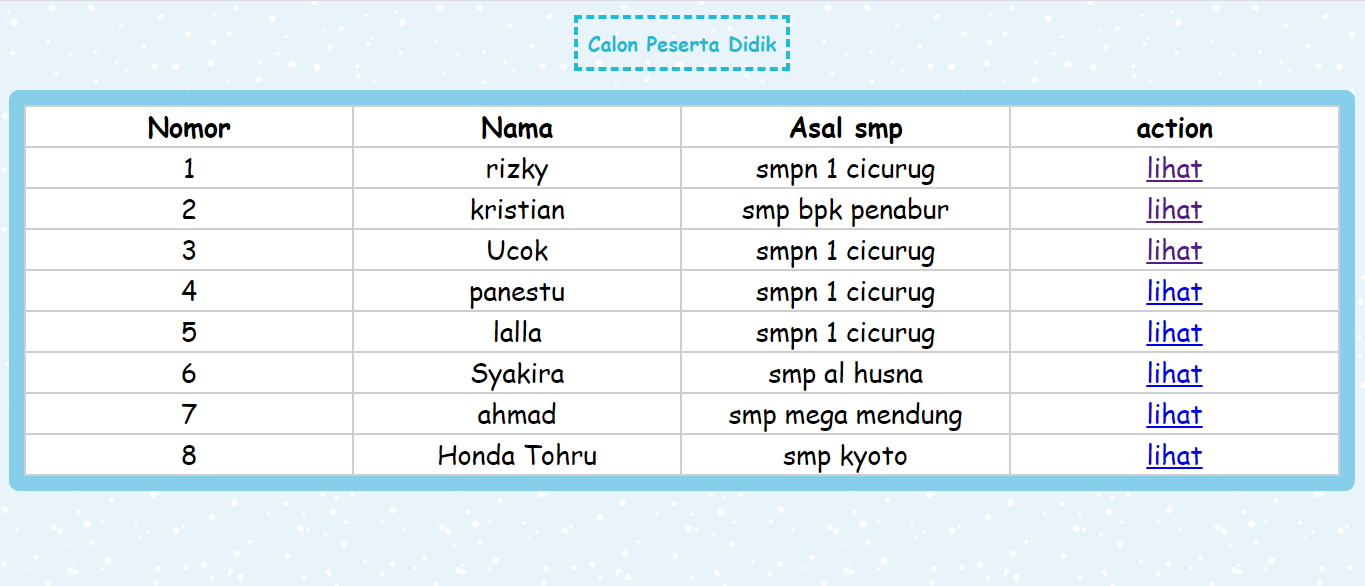 Calon Peserta Didik
Nomor Nama Asal smp action
1 rizky smpn 1 cicurug lihat
2 kristian smp bpk penabur lihat
3 Ucok smpn 1 cicurug lihat
4 panestu smpn 1 cicurug lihat
5 lalla smpn 1 cicurug lihat
6 Syakira smp al husna lihat
7 ahmad smp mega mendung lihat
8 Honda Tohru smp kyoto lihat